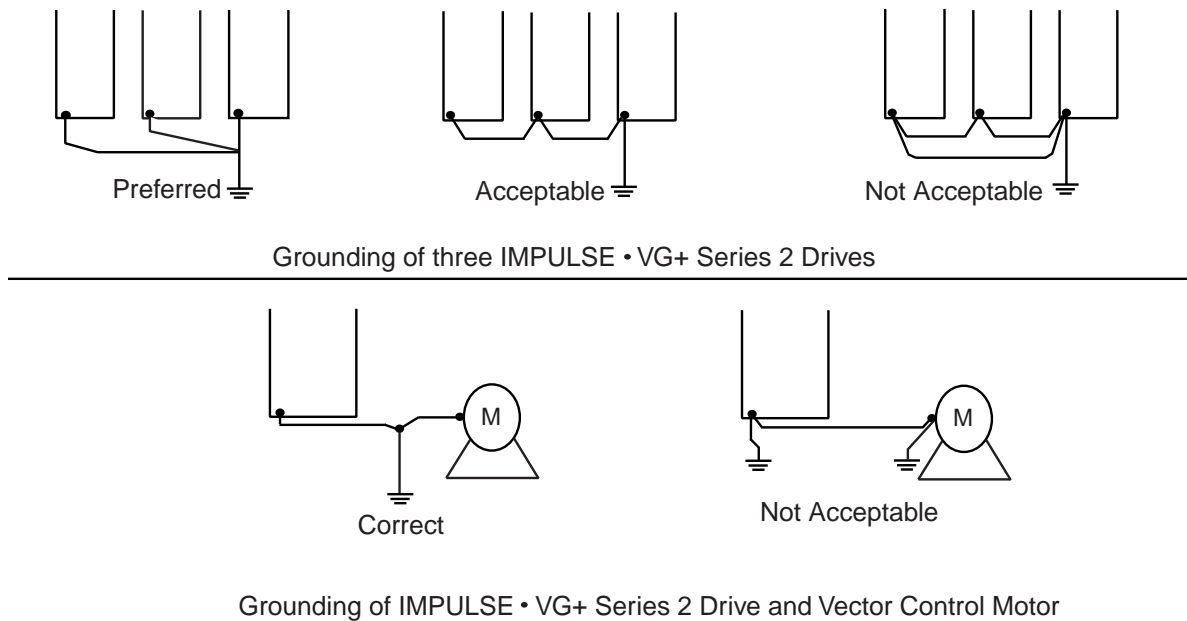 Preferred
Acceptable
Not Acceptable
Grounding of three IMPULSE • VG+ Series 2 Drives
M
M
Correct
Not Acceptable
Grounding of IMPULSE • VG+ Series 2 Drive and Vector Control Motor